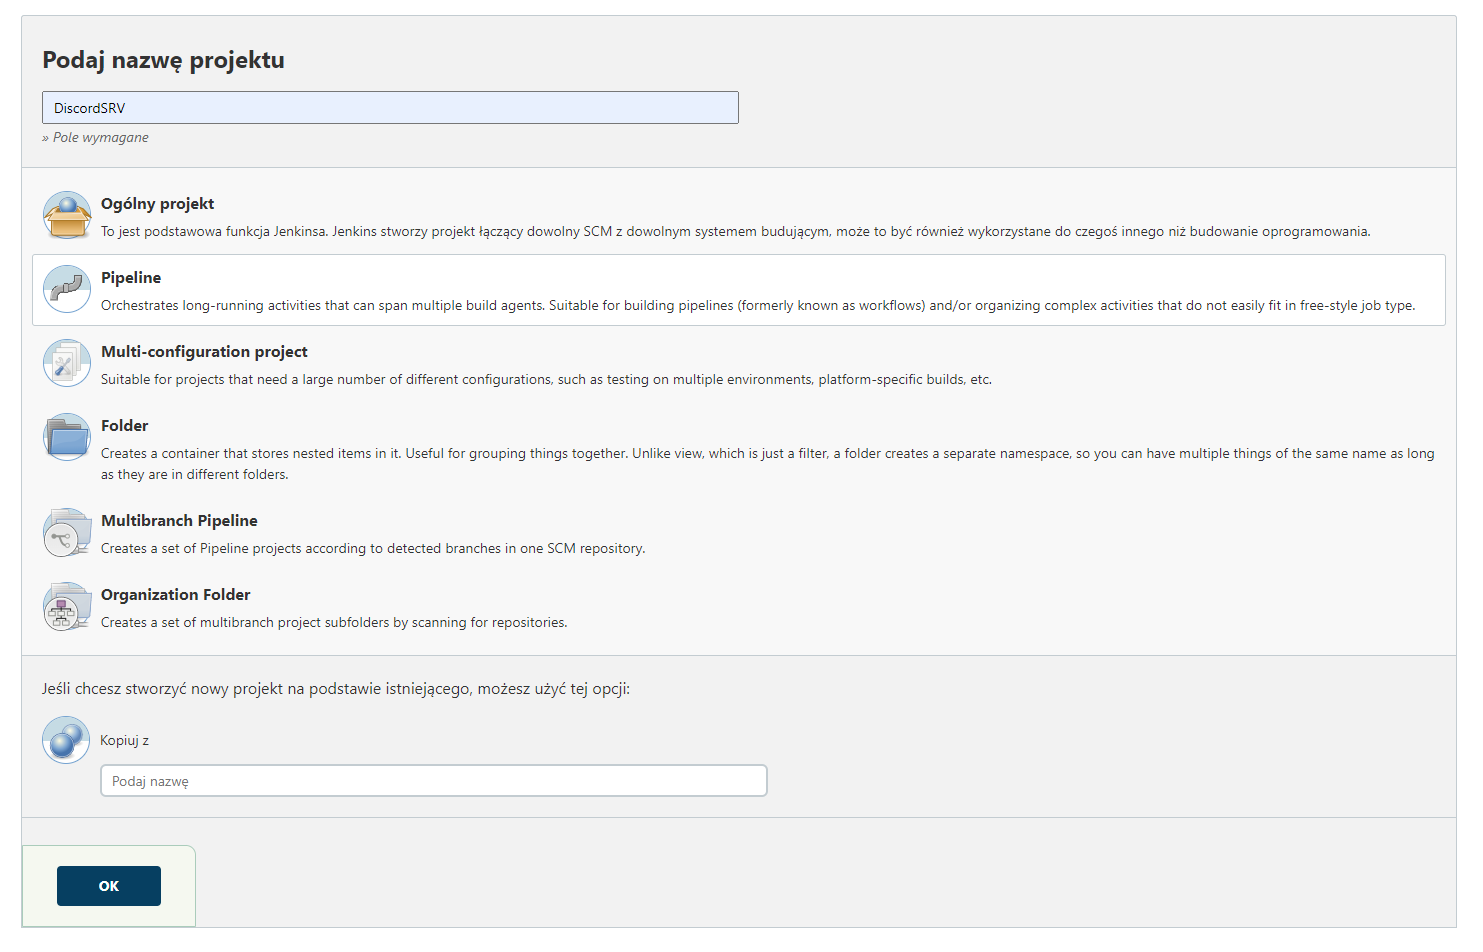 Podaj nazwę projektu
DiscordSRV
» Pole wymagane
Ogólny projekt
To jest podstawowa funkcja Jenkinsa. Jenkins stworzy projekt łączący dowolny SCM z dowolnym systemem budującym, może to być również wykorzystane do czegoś innego niż budowanie oprogramowania.
Pipeline
Orchestrates long-running activities that can span multiple build agents. Suitable for building pipelines (formerly known as workflows) and/or organizing complex activities that do not easily fit in free-style job type.
Multi-configuration project
Suitable for projects that need a large number of different configurations, such as testing on multiple environments, platform-specific builds, etc.
Folder
Creates a container that stores nested items in it. Useful for grouping things together. Unlike view, which is just a filter, a folder creates a separate namespace, so you can have multiple things of the same name as long
as they are in different folders.
Multibranch Pipeline
Creates a set of Pipeline projects according to detected branches in one SCM repository.
Organization Folder
Creates a set of multibranch project subfolders by scanning for repositories.
Jeśli chcesz stworzyć nowy projekt na podstawie istniejącego, możesz użyć tej opcji:
Kopiuj z
Podaj nazwę
OK